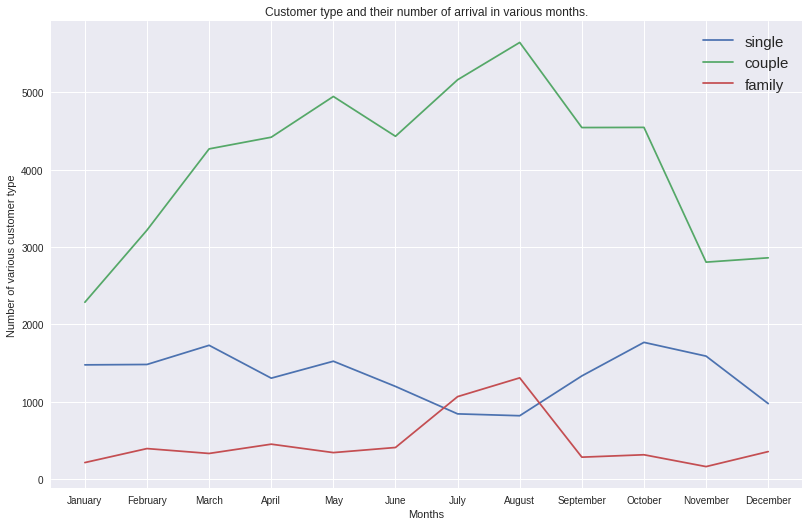 Customer type and their number of arrival in various months.
single
couple
family
Number of various customer type
5000
4000
3000
2000
1000
0
January February March April May June July August September October November December
Months